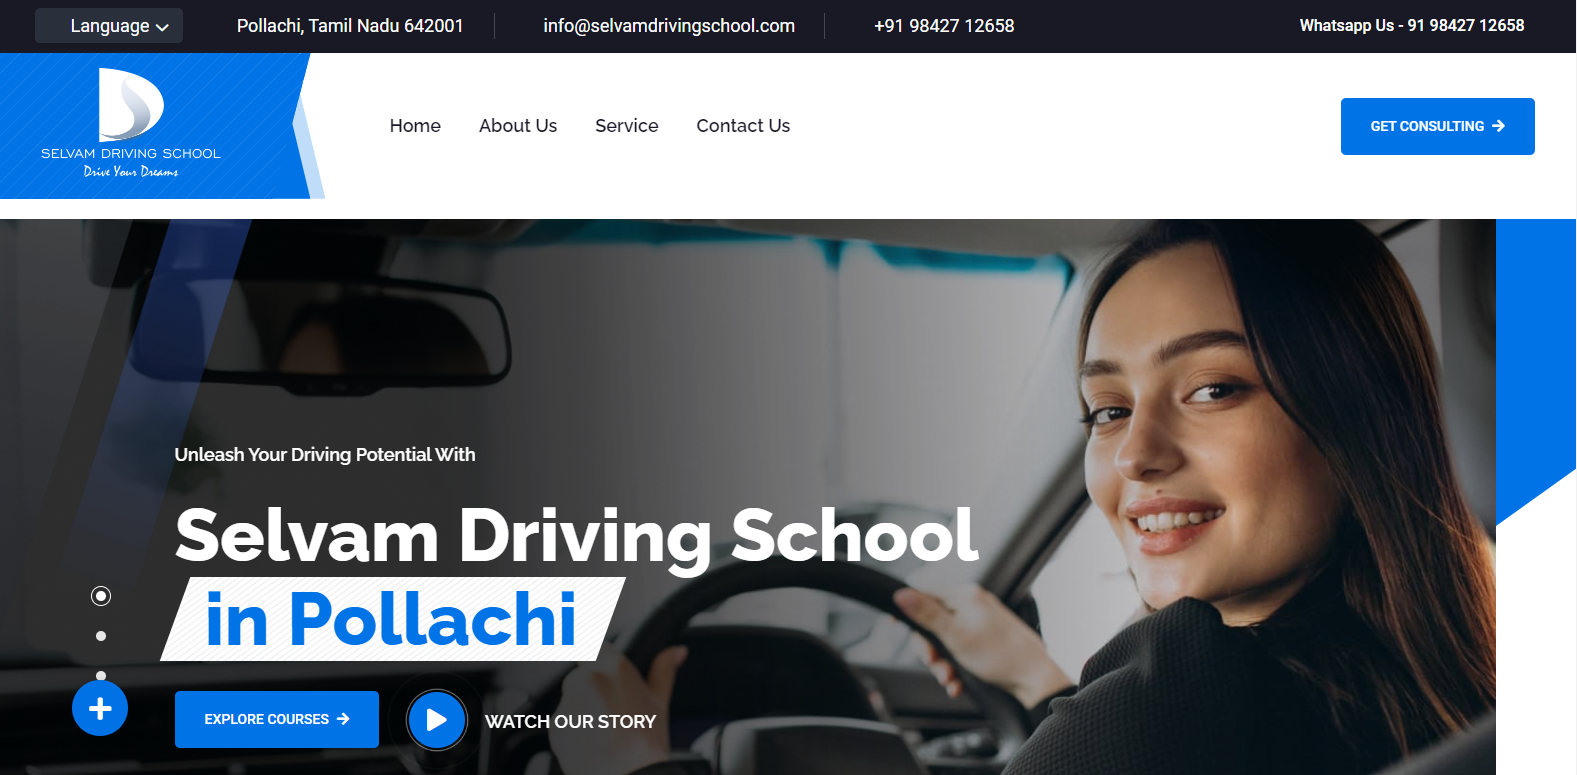 Language
Pollachi, Tamil Nadu 642001
info@selvamdrivingschool.com
+91 98427 12658
Whatsapp Us - 91 98427 12658
SELVAM DRIVING SCHOOL
Drive Your Dreams
Home
About Us
Service
Contact Us
GET CONSULTING
Unleash Your Driving Potential With
Selvam Driving School
in Pollachi
EXPLORE COURSES
WATCH OUR STORY